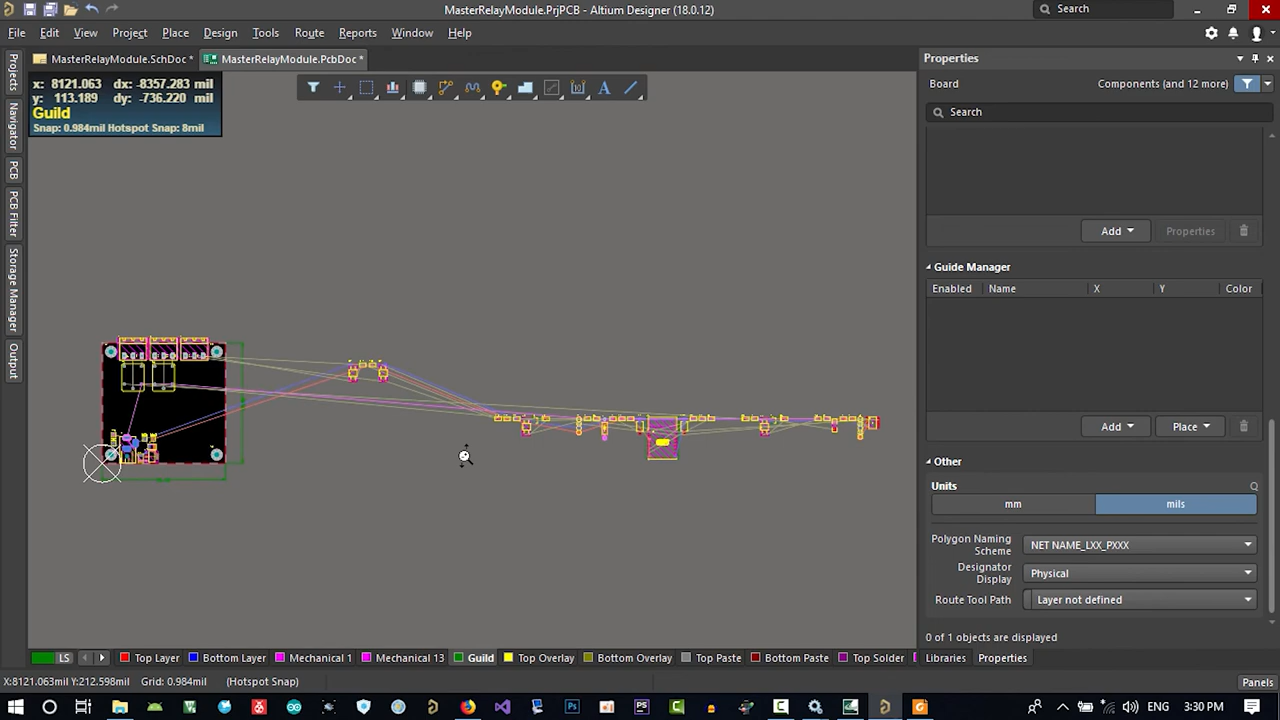 MasterRelayModule.PrjPCB - Altium Designer (18.0.12)
Search
File Edit View Project Place Design Tools Route Reports Window Help
MasterRelayModule.SchDoc *
MasterRelayModule.PcbDoc *
Properties
x: 8121.063 dx: -8357.283 mil
y: 113.189 dy: -736.220 mil
Guild
Snap: 0.984mil Hotspot Snap: 8mil
Board
Components (and 12 more)
Search
Projects
Navigator
PCB
PCB Filter
Storage Manager
Output
Add
Properties
Guide Manager
Enabled Name X Y Color
Add
Place
Other
Units
mm
mils
Polygon Naming
Scheme
NET NAME_LXX_PXXX
Designator
Display
Physical
Route Tool Path
Layer not defined
0 of 1 objects are displayed
LS Top Layer Bottom Layer Mechanical 1 Mechanical 13 Guild Top Overlay Bottom Overlay Top Paste Bottom Paste Top Solder
Libraries Properties
X:8121.063mil Y:212.598mil Grid: 0.984mil (Hotspot Snap)
Panels
ENG 3:30 PM